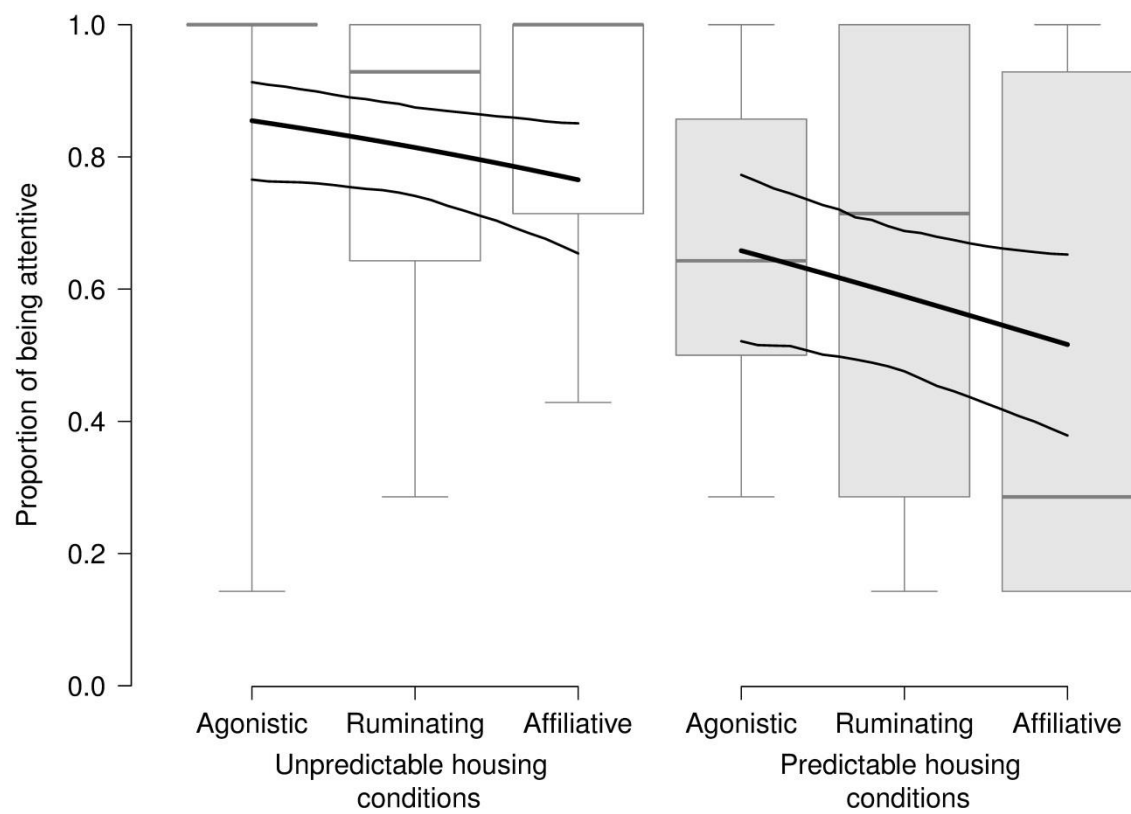 Proportion of being attentive
1.0
0.8
0.6
0.4
0.2
0.0
Agonistic Ruminating Affiliative Agonistic Ruminating Affiliative
Unpredictable housing
conditions
Predictable housing
conditions